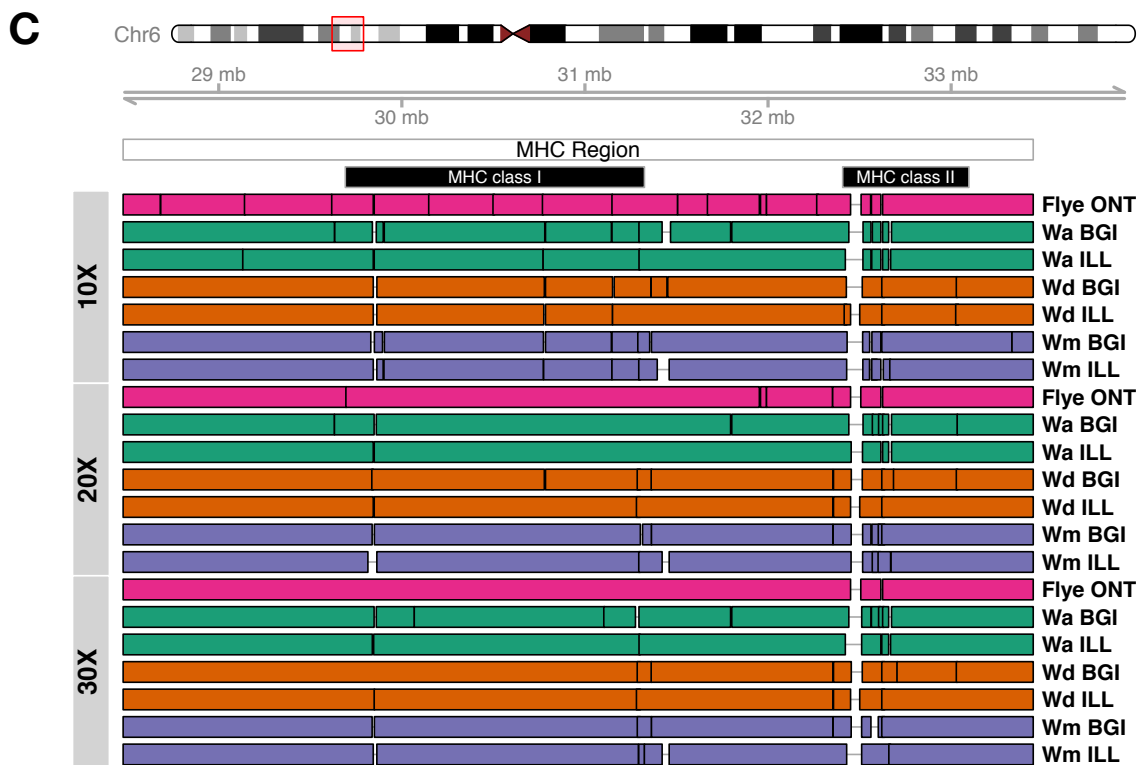 C
Chr6
29 mb
31 mb
33 mb
30 mb
32 mb
MHC Region
MHC class I
MHC class II
10X
Flye ONT
Wa BGI
Wa ILL
Wd BGI
Wd ILL
Wm BGI
Wm ILL
20X
Flye ONT
Wa BGI
Wa ILL
Wd BGI
Wd ILL
Wm BGI
Wm ILL
30X
Flye ONT
Wa BGI
Wa ILL
Wd BGI
Wd ILL
Wm BGI
Wm ILL